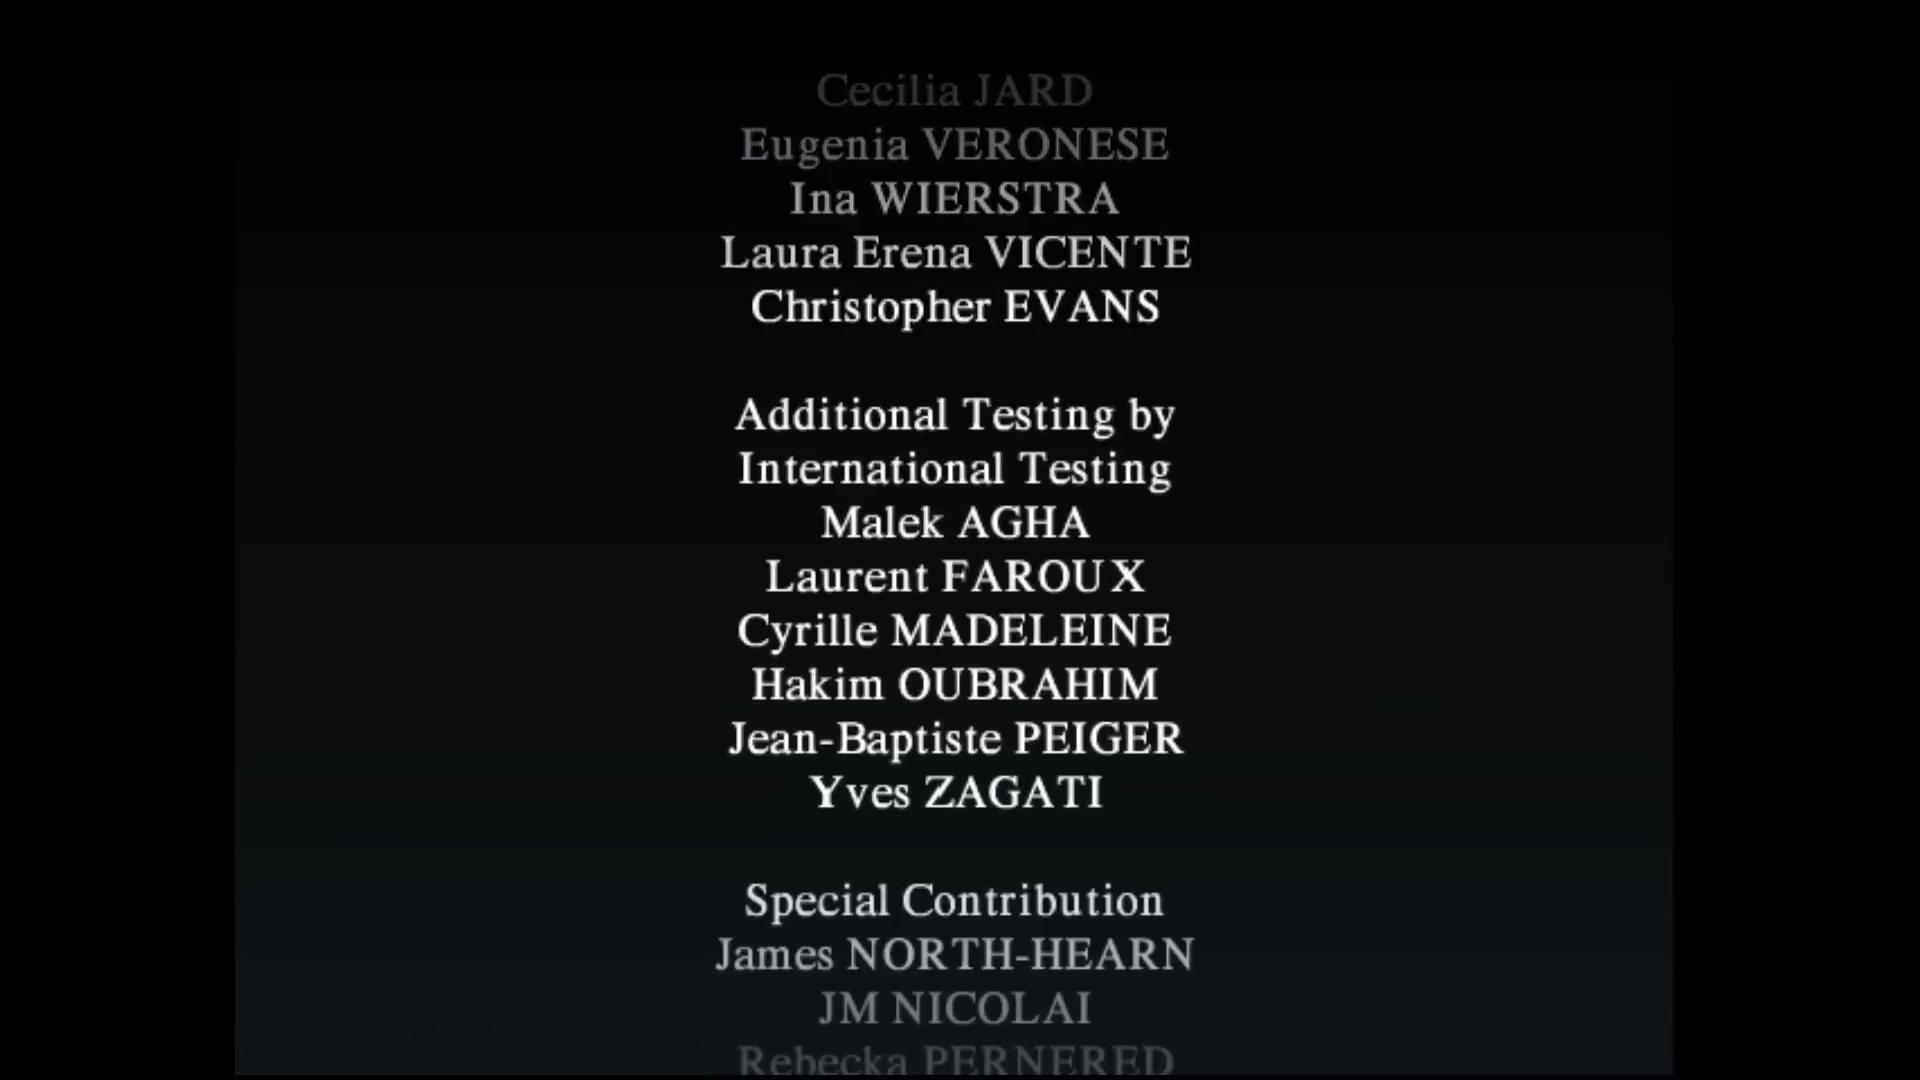 Cecilia JARD
Eugenia VERONESE
Ina WIERSTRA
Laura Erena VICENTE
Christopher EVANS
Additional Testing by
International Testing
Malek AGHA
Laurent FAROUX
Cyrille MADELEINE
Hakim OUBRAHIM
Jean-Baptiste PEIGER
Yves ZAGATI
Special Contribution
James NORTH-HEARN
JM NICOLAI
Rebecka PERNERED